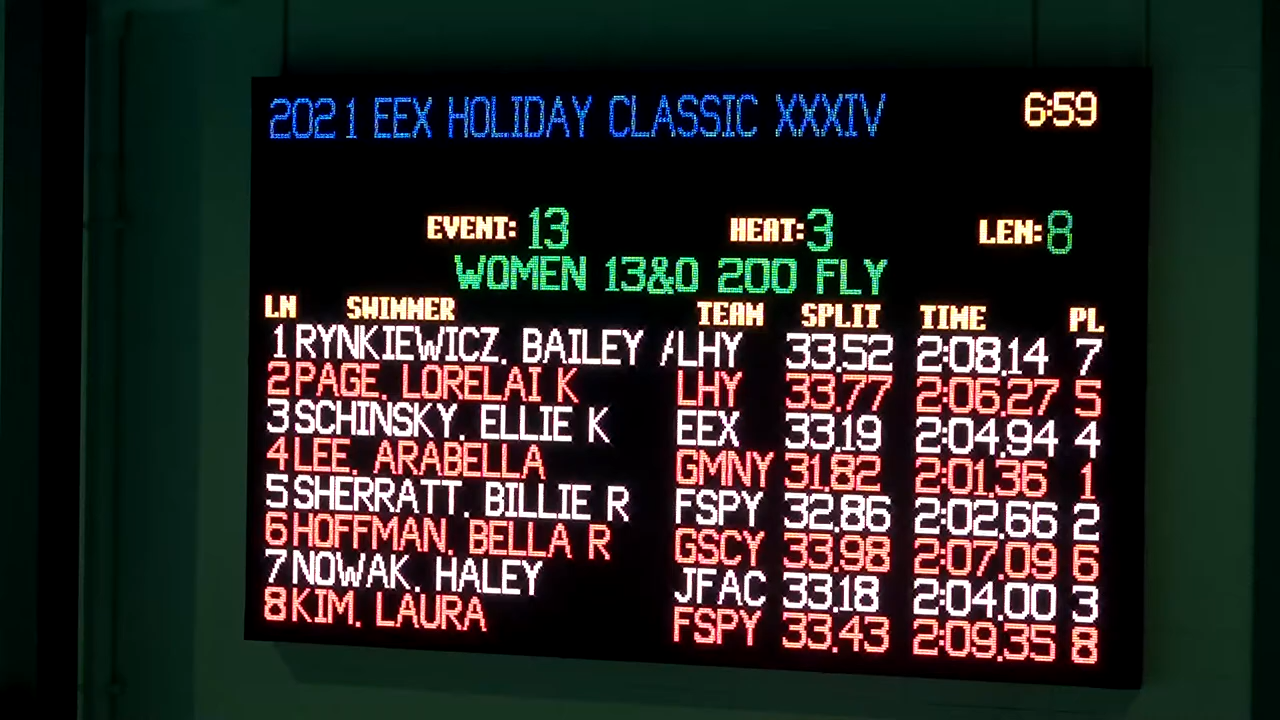 2021 EEX HOLIDAY CLASSIC XXXIV 6:59
EVENT: 13 HEAT: 3 LEN: 8
WOMEN 13&O 200 FLY
LN SWIMMER TEAM SPLIT TIME PL
1 RYNKIEWICZ, BAILEY A LHY 33.52 2:08.14 7
2 PAGE, LORELAI K LHY 33.77 2:06.27 5
3 SCHINSKY, ELLIE K EEX 33.19 2:04.94 4
4 LEE, ARABELLA GMNY 31.82 2:01.36 1
5 SHERRATT, BILLIE R FSPY 32.86 2:02.66 2
6 HOFFMAN, BELLA R GSCY 33.98 2:07.09 6
7 NOWAK, HALEY JFAC 33.18 2:04.00 3
8 KIM, LAURA FSPY 33.43 2:09.35 8